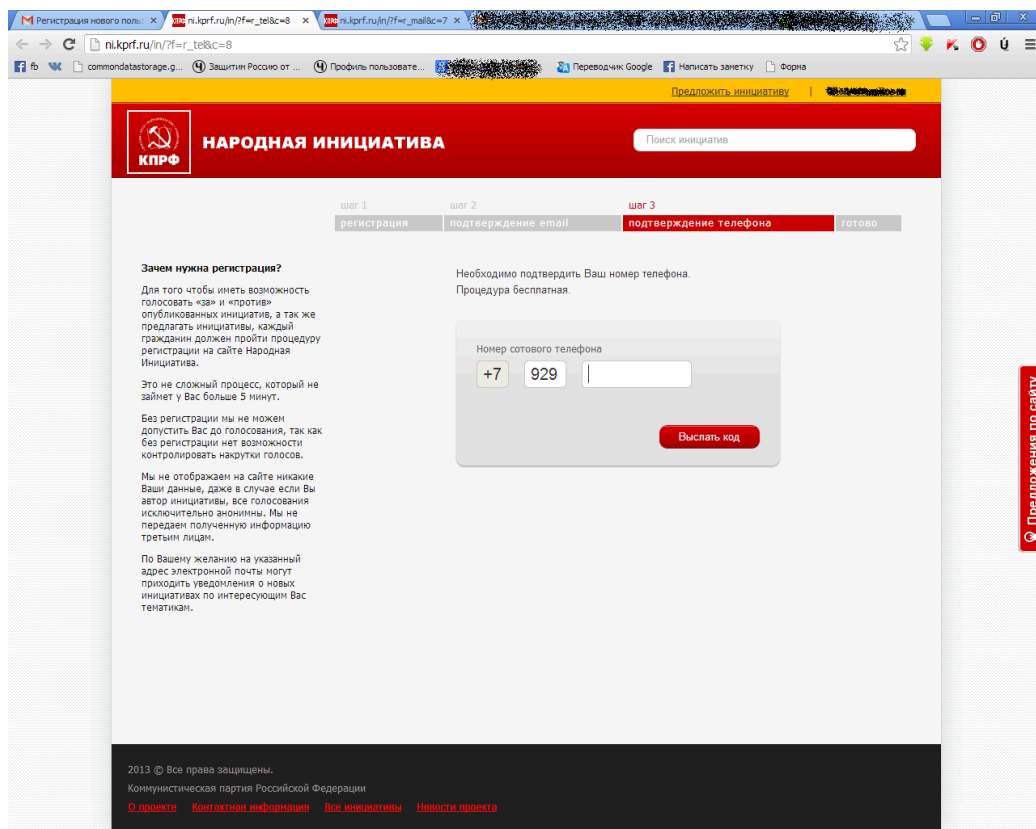 Регистрация нового поль:
ni.kprf.ru/in/?f=r_tel&c=8
ni.kprf.ru/in/?f=r_mail&c=7
ni.kprf.ru/in/?f=r_tel&c=8
fb
commondatastorage.g...
Защитим Россию от ...
Профиль пользовате...
Переводчик Google
Написать заметку
Форма
Предложить инициативу |
КПРФ
НАРОДНАЯ ИНИЦИАТИВА
Поиск инициатив
шаг 1
шаг 2
шаг 3
регистрация
подтверждение email
подтверждение телефона
готово
Зачем нужна регистрация?
Для того чтобы иметь возможность
голосовать «за» и «против»
опубликованных инициатив, а так же
предлагать инициативы, каждый
гражданин должен пройти процедуру
регистрации на сайте Народная
Инициатива.
Это не сложный процесс, который не
займет у Вас больше 5 минут.
Без регистрации мы не можем
допустить Вас до голосования, так как
без регистрации нет возможности
контролировать накрутки голосов.
Мы не отображаем на сайте никакие
Ваши данные, даже в случае если Вы
автор инициативы, все голосования
исключительно анонимны. Мы не
передаем полученную информацию
третьим лицам.
По Вашему желанию на указанный
адрес электронной почты могут
приходить уведомления о новых
инициативах по интересующим Вас
тематикам.
Необходимо подтвердить Ваш номер телефона.
Процедура бесплатная.
Номер сотового телефона
+7
929
Выслать код
Предложения по сайту
2013 © Все права защищены.
Коммунистическая партия Российской Федерации
О проекте Контактная информация Все инициативы Новости проекта